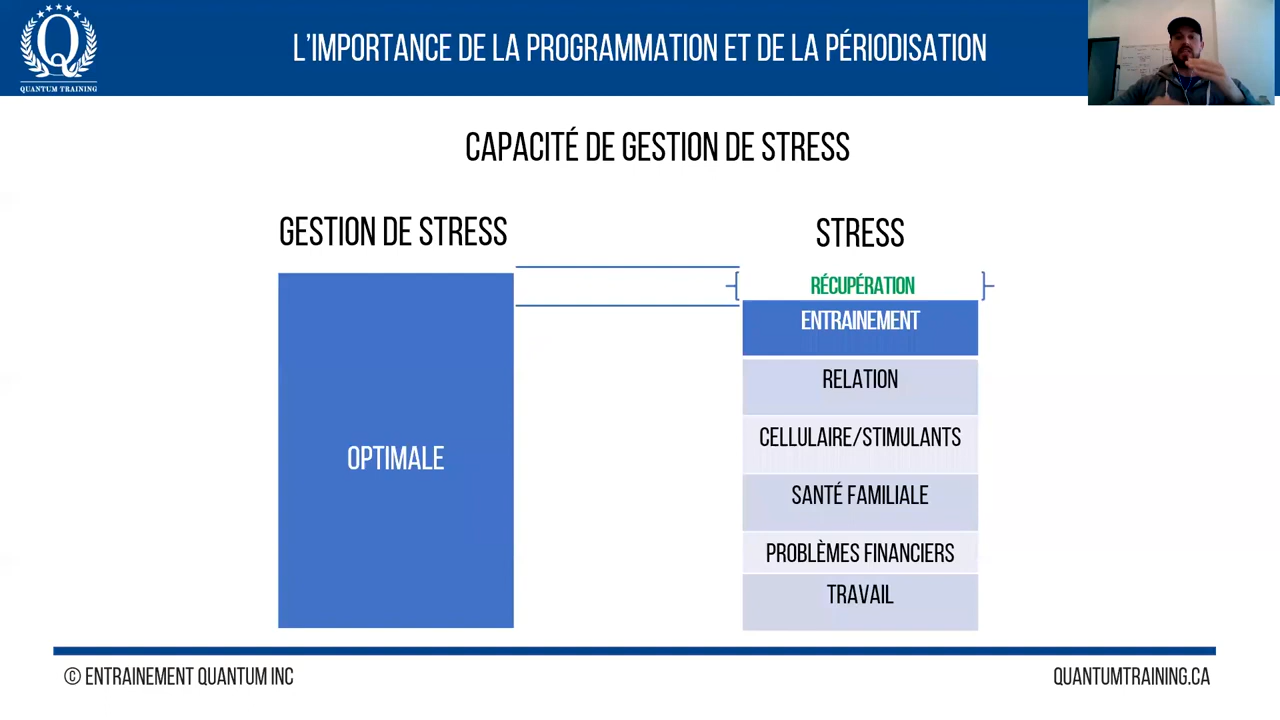 Q
QUANTUM TRAINING
L'IMPORTANCE DE LA PROGRAMMATION ET DE LA PÉRIODISATION
CAPACITÉ DE GESTION DE STRESS
GESTION DE STRESS
OPTIMALE
STRESS
RÉCUPÉRATION
ENTRAINEMENT
RELATION
CELLULAIRE/STIMULANTS
SANTÉ FAMILIALE
PROBLÈMES FINANCIERS
TRAVAIL
© ENTRAINEMENT QUANTUM INC
QUANTUMTRAINING.CA